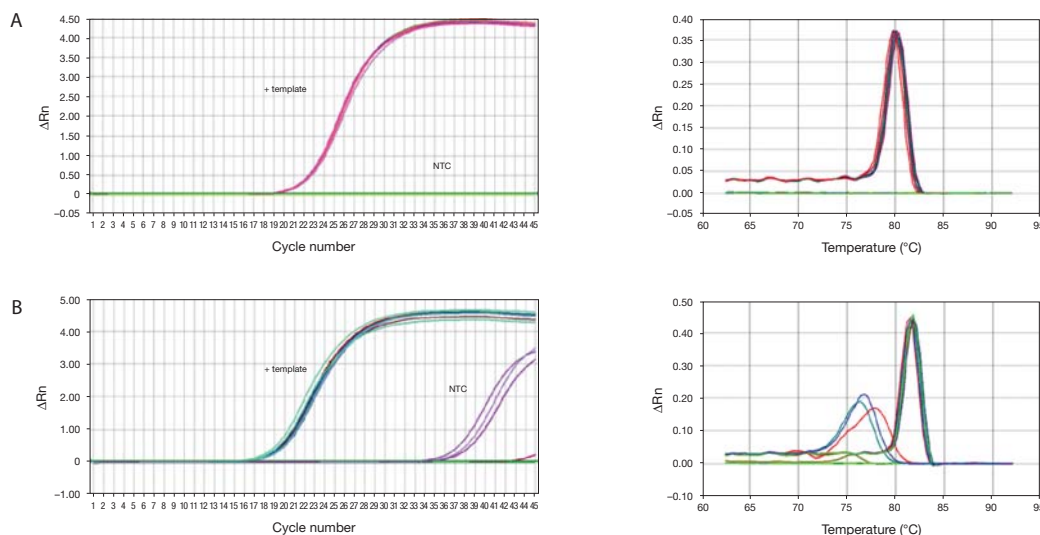 A
4.50
4.00
3.50
3.00
2.50
2.00
1.50
1.00
0.50
0.00
−0.05
ΔRn
+ template
NTC
1 2 3 4 5 6 7 8 9 10 11 12 13 14 15 16 17 18 19 20 21 22 23 24 25 26 27 28 29 30 31 32 33 34 35 36 37 38 39 40 41 42 43 44 45
Cycle number
0.40
0.35
0.30
0.25
0.20
0.15
0.10
0.05
0.00
−0.05
ΔRn
60 65 70 75 80 85 90 95
Temperature (°C)
B
5.00
4.00
3.00
2.00
1.00
0
−1.00
ΔRn
+ template
NTC
1 2 3 4 5 6 7 8 9 10 11 12 13 14 15 16 17 18 19 20 21 22 23 24 25 26 27 28 29 30 31 32 33 34 35 36 37 38 39 40 41 42 43 44 45
Cycle number
0.50
0.40
0.30
0.20
0.10
0.00
−0.10
ΔRn
60 65 70 75 80 85 90 95
Temperature (°C)